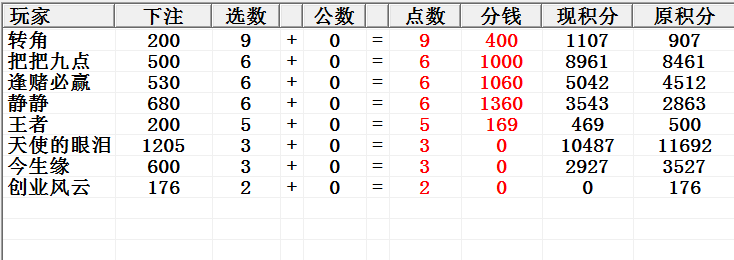 玩家 下注 选数 公数 点数 分钱 现积分 原积分
转角 200 9 + 0 = 9 400 1107 907
把把九点 500 6 + 0 = 6 1000 8961 8461
逢赌必赢 530 6 + 0 = 6 1060 5042 4512
静静 680 6 + 0 = 6 1360 3543 2863
王者 200 5 + 0 = 5 169 469 500
天使的眼泪 1205 3 + 0 = 3 0 10487 11692
今生缘 600 3 + 0 = 3 0 2927 3527
创业风云 176 2 + 0 = 2 0 0 176